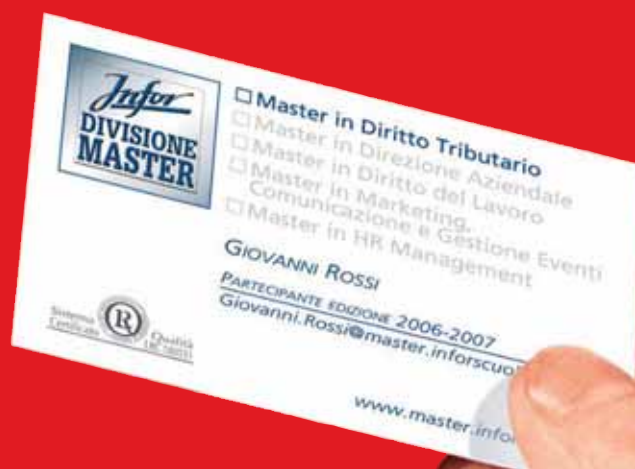 Infor
DIVISIONE
MASTER
Master in Diritto Tributario
Master in Direzione Aziendale
Master in Diritto del Lavoro
Master in Marketing,
Comunicazione e Gestione Eventi
Master in HR Management
GIOVANNI ROSSI
PARTECIPANTE EDIZIONE 2006-2007
Giovanni.Rossi@master.inforscuo
Sistema
Certificato
R
Qualità
www.master.infor